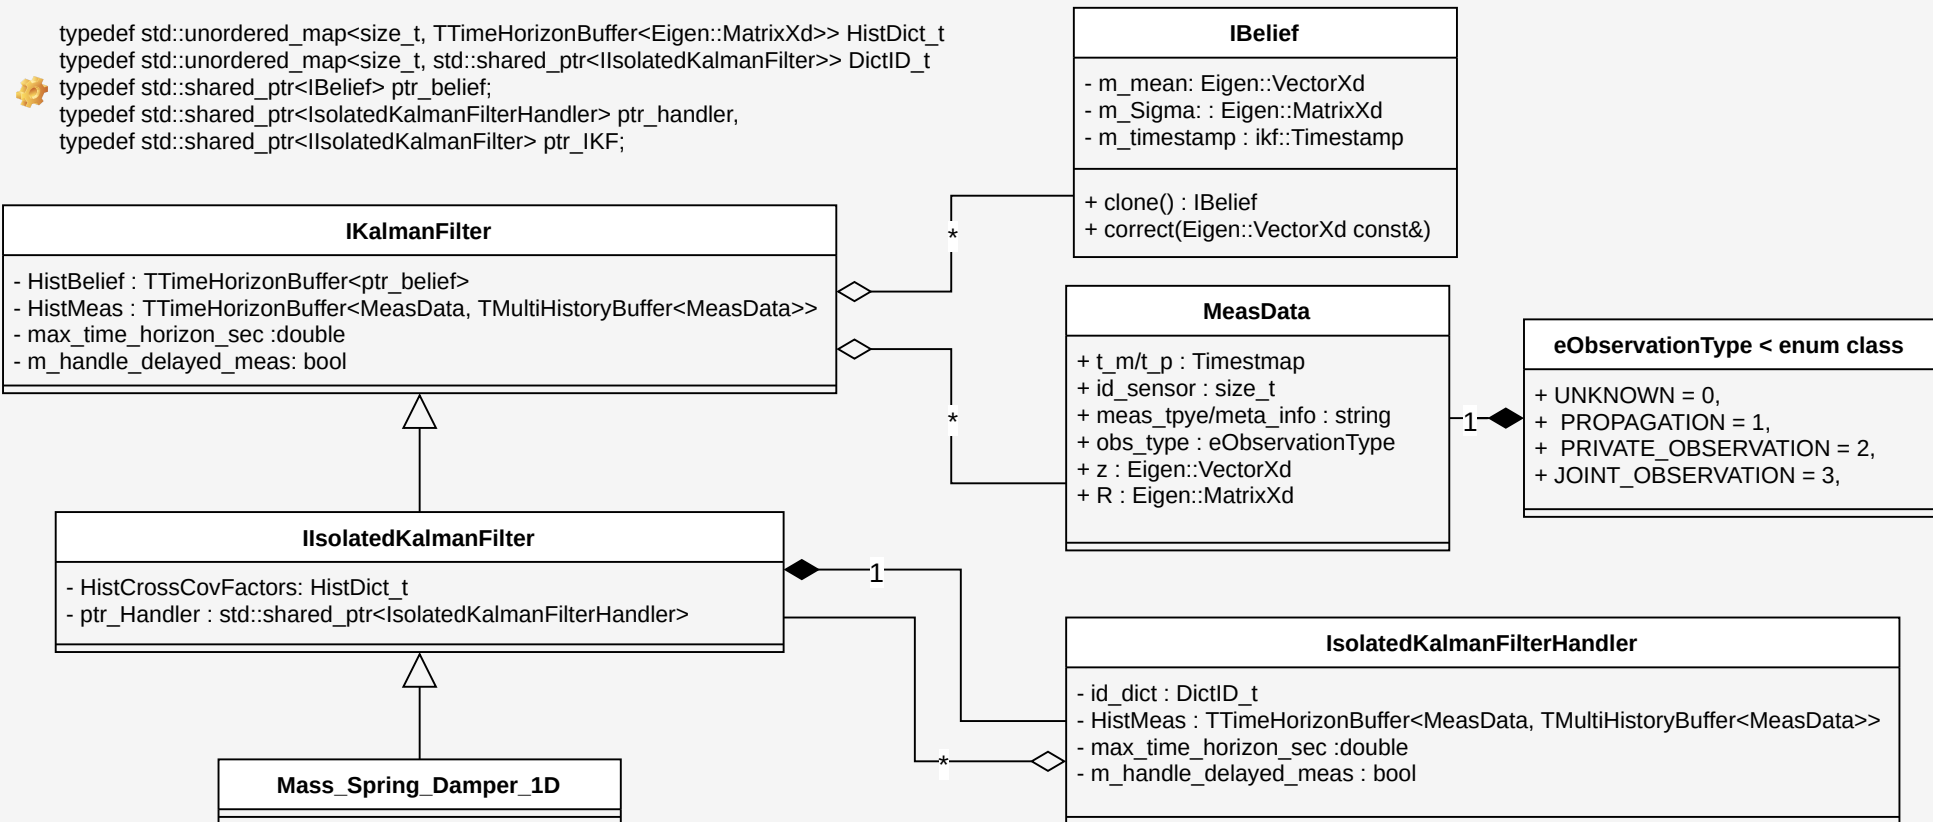 typedef std::unordered_map<size_t, TTimeHorizonBuffer<Eigen::MatrixXd>> HistDict_t
typedef std::unordered_map<size_t, std::shared_ptr<IIsolatedKalmanFilter>> DictID_t
typedef std::shared_ptr<IBelief> ptr_belief;
typedef std::shared_ptr<IsolatedKalmanFilterHandler> ptr_handler,
typedef std::shared_ptr<IIsolatedKalmanFilter> ptr_IKF;
IBelief
- m_mean: Eigen::VectorXd
- m_Sigma: : Eigen::MatrixXd
- m_timestamp : ikf::Timestamp
+ clone() : IBelief
+ correct(Eigen::VectorXd const&)
IKalmanFilter
- HistBelief : TTimeHorizonBuffer<ptr_belief>
- HistMeas : TTimeHorizonBuffer<MeasData, TMultiHistoryBuffer<MeasData>>
- max_time_horizon_sec :double
- m_handle_delayed_meas: bool
*
*
MeasData
+ t_m/t_p : Timestmap
+ id_sensor : size_t
+ meas_tpye/meta_info : string
+ obs_type : eObservationType
+ z : Eigen::VectorXd
+ R : Eigen::MatrixXd
1
eObservationType < enum class
+ UNKNOWN = 0,
+  PROPAGATION = 1,
+  PRIVATE_OBSERVATION = 2,
+ JOINT_OBSERVATION = 3,
IIsolatedKalmanFilter
- HistCrossCovFactors: HistDict_t
- ptr_Handler : std::shared_ptr<IsolatedKalmanFilterHandler>
1
*
IsolatedKalmanFilterHandler
- id_dict : DictID_t
- HistMeas : TTimeHorizonBuffer<MeasData, TMultiHistoryBuffer<MeasData>>
- max_time_horizon_sec :double
- m_handle_delayed_meas : bool
Mass_Spring_Damper_1D